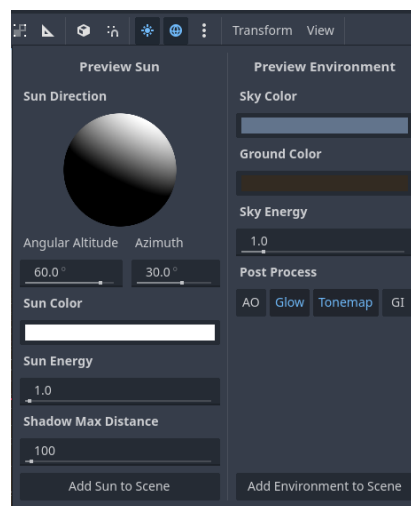 Transform View
Preview Sun
Sun Direction
Angular Altitude Azimuth
60.0 ° 30.0 °
Sun Color
Sun Energy
1.0
Shadow Max Distance
100
Add Sun to Scene
Preview Environment
Sky Color
Ground Color
Sky Energy
1.0
Post Process
AO Glow Tonemap GI
Add Environment to Scene